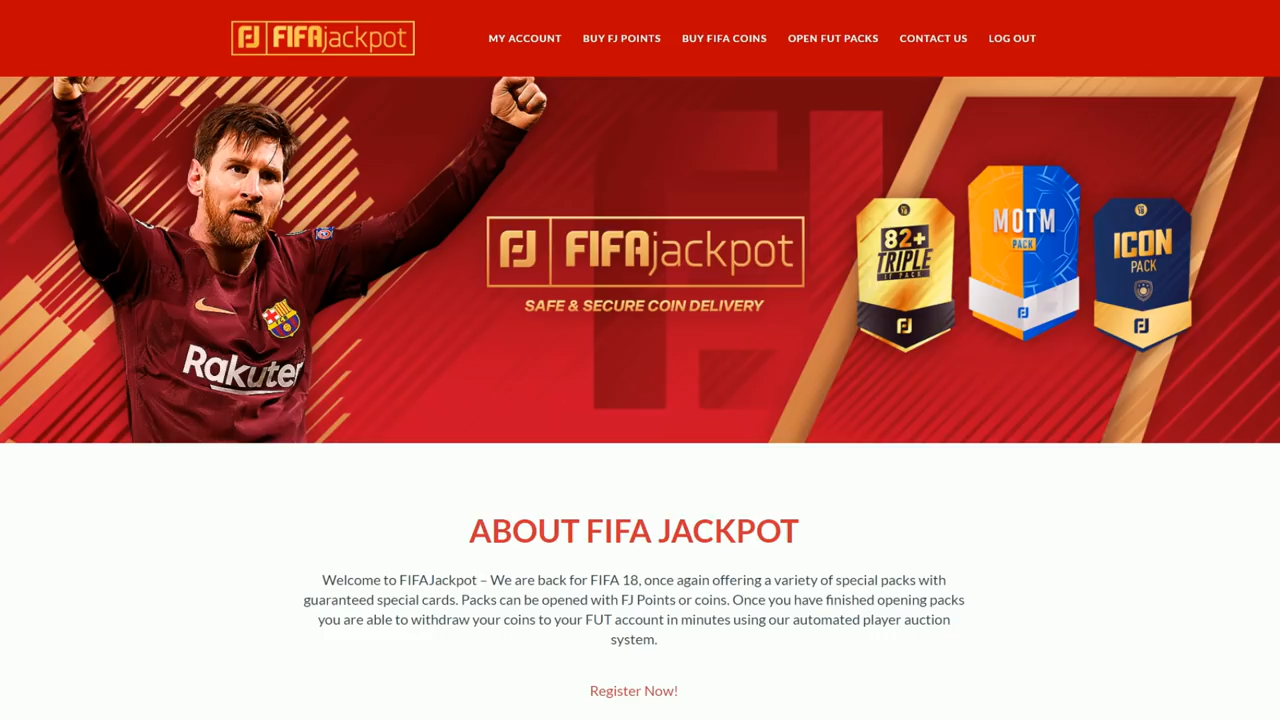 FJ FIFAjackpot
MY ACCOUNT BUY FJ POINTS BUY FIFA COINS OPEN FUT PACKS CONTACT US LOG OUT
FJ FIFAjackpot
SAFE & SECURE COIN DELIVERY
82+
TRIPLE
IF PACK
FJ
MOTM
PACK
FJ
ICON
PACK
FJ
Rakuten
ABOUT FIFA JACKPOT
Welcome to FIFAJackpot – We are back for FIFA 18, once again offering a variety of special packs with
guaranteed special cards. Packs can be opened with FJ Points or coins. Once you have finished opening packs
you are able to withdraw your coins to your FUT account in minutes using our automated player auction
system.
Register Now!